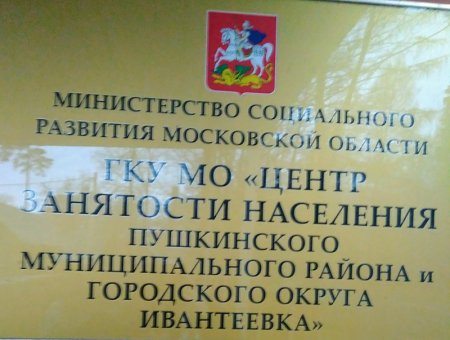 МИНИСТЕРСТВО СОЦИАЛЬНОГО
РАЗВИТИЯ МОСКОВСКОЙ ОБЛАСТИ
ГКУ МО «ЦЕНТР
ЗАНЯТОСТИ НАСЕЛЕНИЯ
ПУШКИНСКОГО
МУНИЦИПАЛЬНОГО РАЙОНА и
ГОРОДСКОГО ОКРУГА
ИВАНТЕЕВКА»